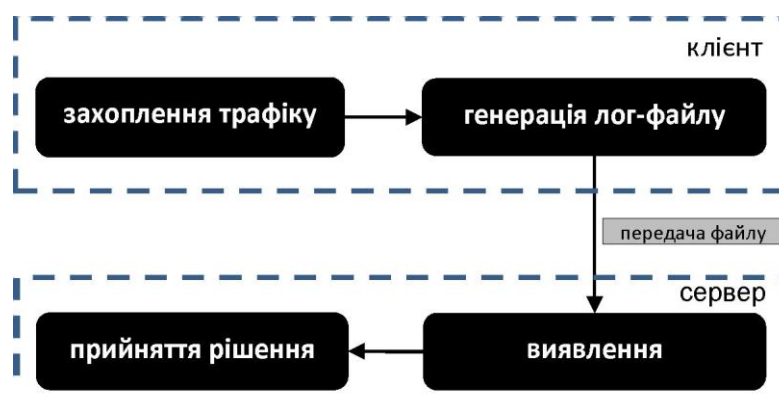 клієнт
захоплення трафіку
генерація лог-файлу
передача файлу
сервер
прийняття рішення
виявлення